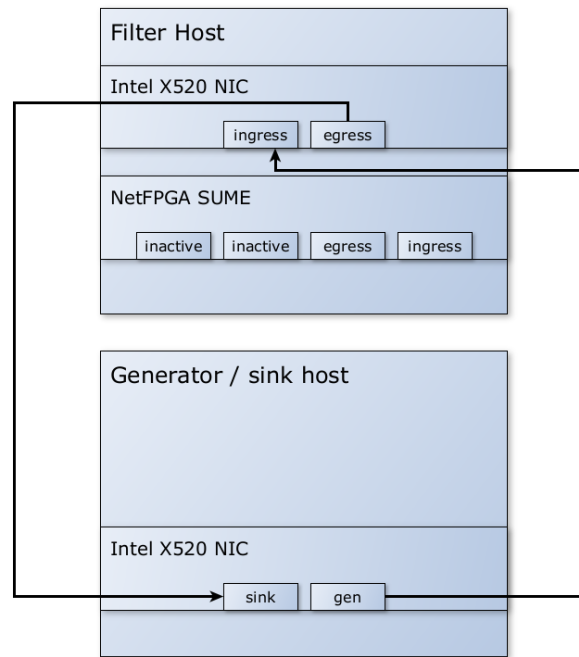 Filter Host
Intel X520 NIC
ingress egress
NetFPGA SUME
inactive inactive egress ingress
Generator / sink host
Intel X520 NIC
sink gen